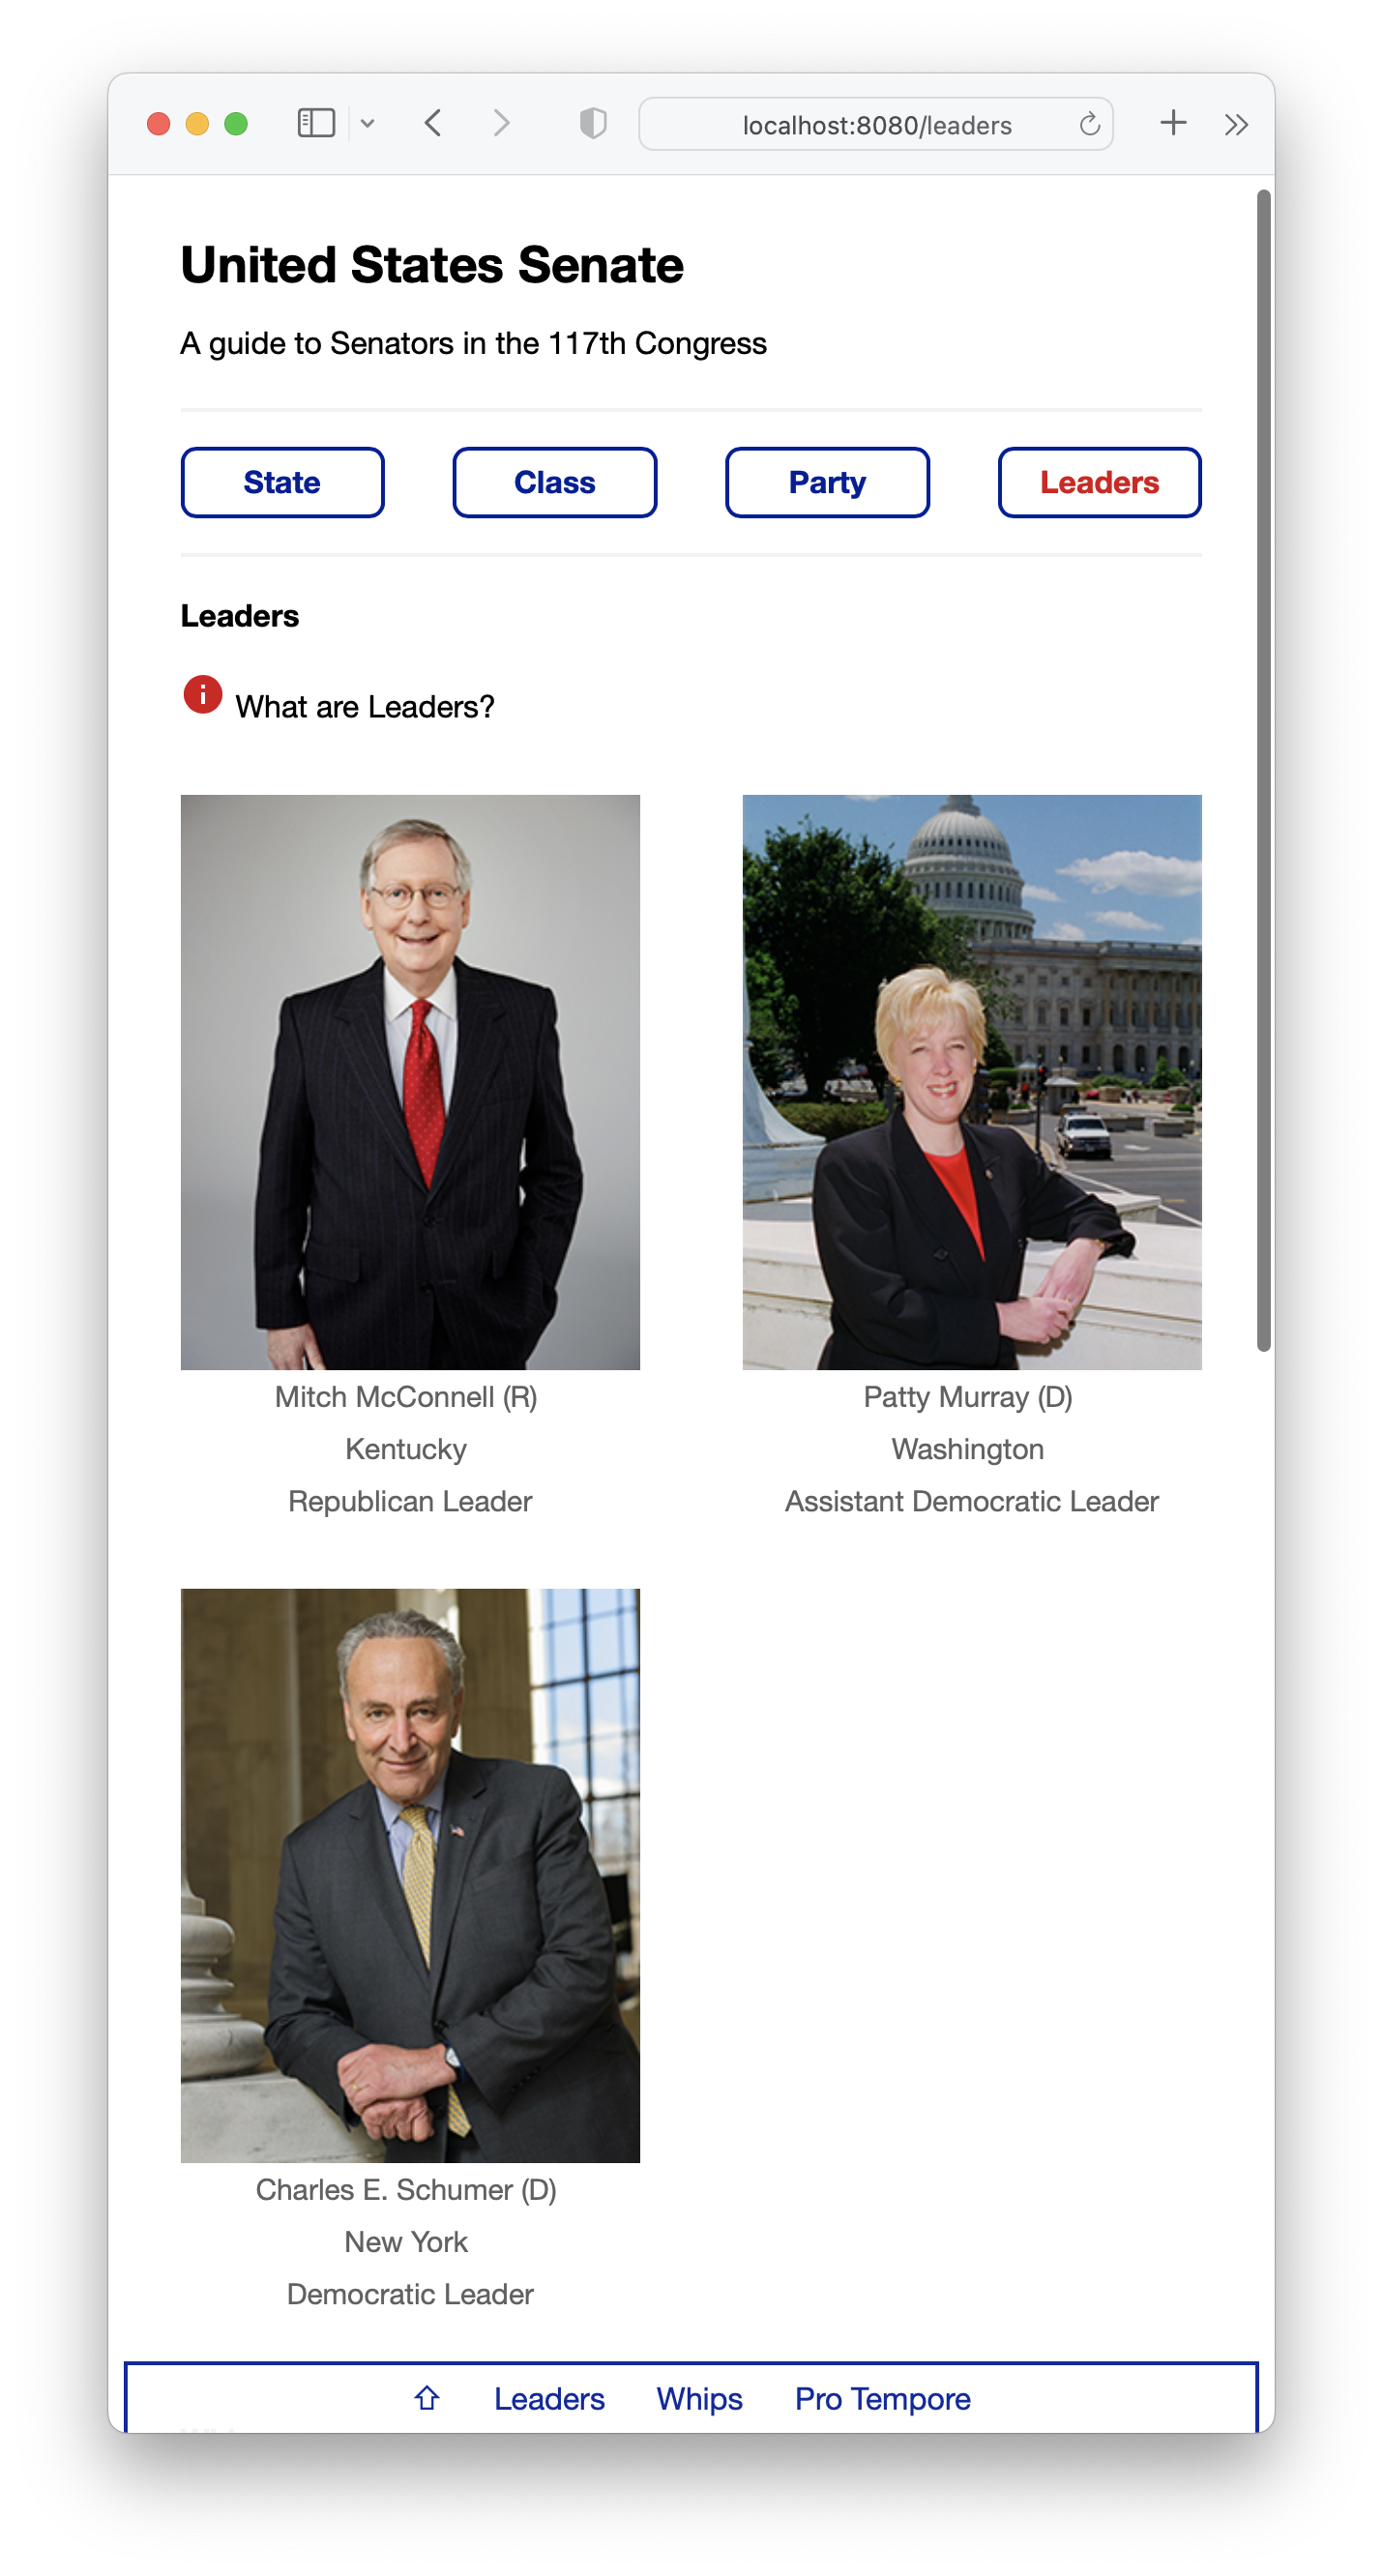 localhost:8080/leaders
United States Senate
A guide to Senators in the 117th Congress
State Class Party Leaders
Leaders
What are Leaders?
Mitch McConnell (R)
Kentucky
Republican Leader
Patty Murray (D)
Washington
Assistant Democratic Leader
Charles E. Schumer (D)
New York
Democratic Leader
Leaders Whips Pro Tempore